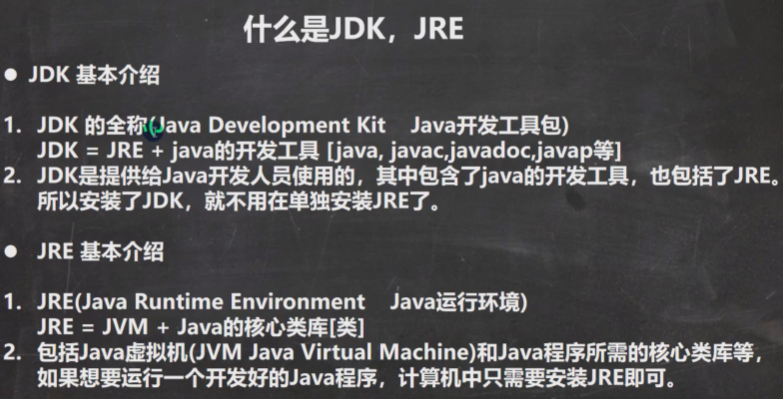 什么是JDK，JRE
● JDK 基本介绍
1. JDK 的全称(Java Development Kit Java开发工具包)
JDK = JRE + java的开发工具 [java, javac,javadoc,javap等]
2. JDK是提供给Java开发人员使用的，其中包含了java的开发工具，也包括了JRE。
所以安装了JDK，就不用在单独安装JRE了。
● JRE 基本介绍
1. JRE(Java Runtime Environment Java运行环境)
JRE = JVM + Java的核心类库[类]
2. 包括Java虚拟机(JVM Java Virtual Machine)和Java程序所需的核心类库等，
如果想要运行一个开发好的Java程序，计算机中只需要安装JRE即可。